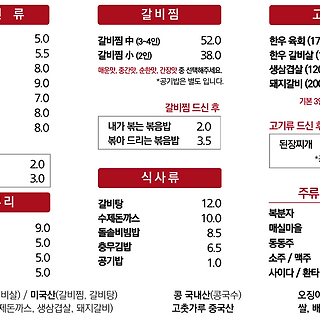 류
5.0
5.5
8.0
9.0
7.0
8.0
8.0
2.0
3.0
리
9.0
5.0
5.0
5.0
갈비찜
갈비찜 中 (3~4인) 52.0
갈비찜 小 (2인) 38.0
매운맛, 중간맛, 순한맛, 간장맛 중 선택해주세요.
*공기밥은 별도 입니다.
갈비찜 드신 후
내가 볶는 볶음밥 2.0
볶아 드리는 볶음밥 3.5
식사류
갈비탕 12.0
수제돈까스 10.0
돌솥비빔밥 8.5
충무김밥 6.5
공기밥 1.0
고
한우 육회 (17
한우 갈비살 (
생삼겹살 (120
돼지갈비 (200
기본 3인
고기류 드신 후
된장찌개
주류
복분자
매실마을
동동주
소주 / 맥주
사이다 / 환타
비살) / 미국산(갈비찜, 갈비탕)
제돈까스, 생삼겹살, 돼지갈비)
콩 국내산(콩국수)
고춧가루 중국산
오징어
쌀, 배